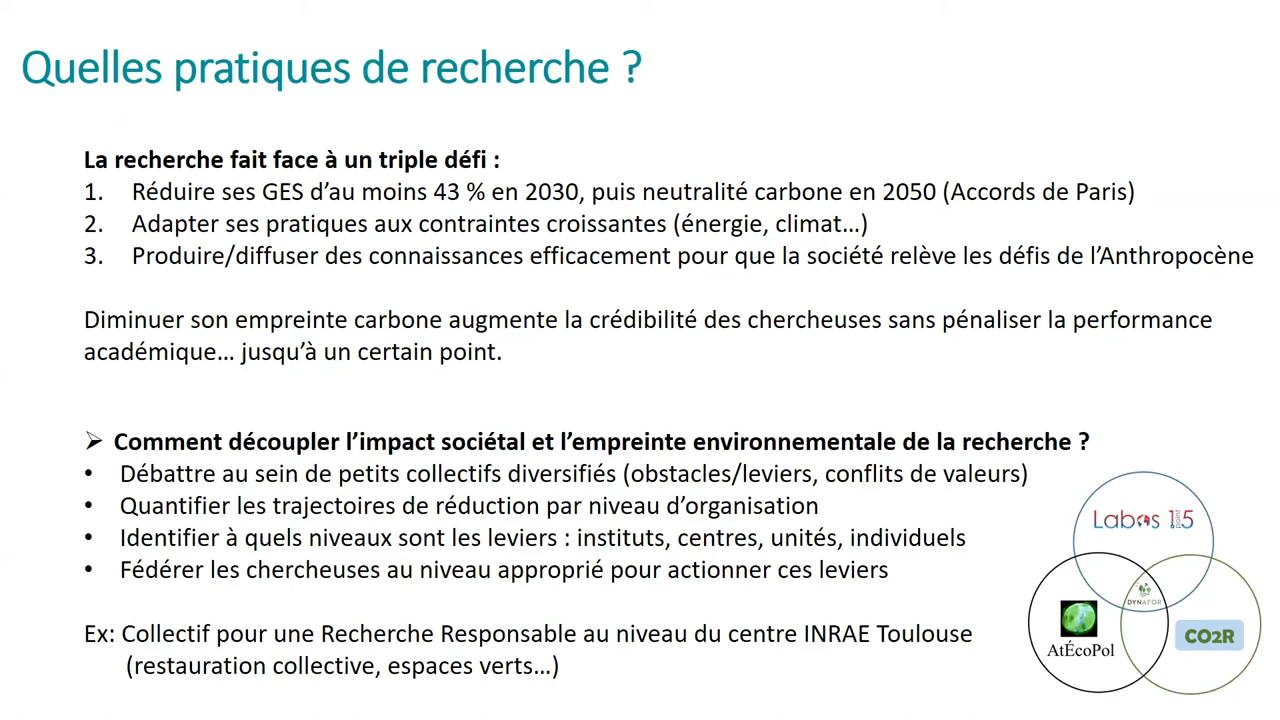 Quelles pratiques de recherche ?
La recherche fait face à un triple défi :
1. Réduire ses GES d’au moins 43 % en 2030, puis neutralité carbone en 2050 (Accords de Paris)
2. Adapter ses pratiques aux contraintes croissantes (énergie, climat…)
3. Produire/diffuser des connaissances efficacement pour que la société relève les défis de l’Anthropocène
Diminuer son empreinte carbone augmente la crédibilité des chercheuses sans pénaliser la performance
académique… jusqu’à un certain point.
➢ Comment découpler l’impact sociétal et l’empreinte environnementale de la recherche ?
• Débattre au sein de petits collectifs diversifiés (obstacles/leviers, conflits de valeurs)
• Quantifier les trajectoires de réduction par niveau d’organisation
• Identifier à quels niveaux sont les leviers : instituts, centres, unités, individuels
• Fédérer les chercheuses au niveau approprié pour actionner ces leviers
Ex: Collectif pour une Recherche Responsable au niveau du centre INRAE Toulouse
(restauration collective, espaces verts…)
Labos 1point5
DYNAFOR
AtÉcoPol
CO2R